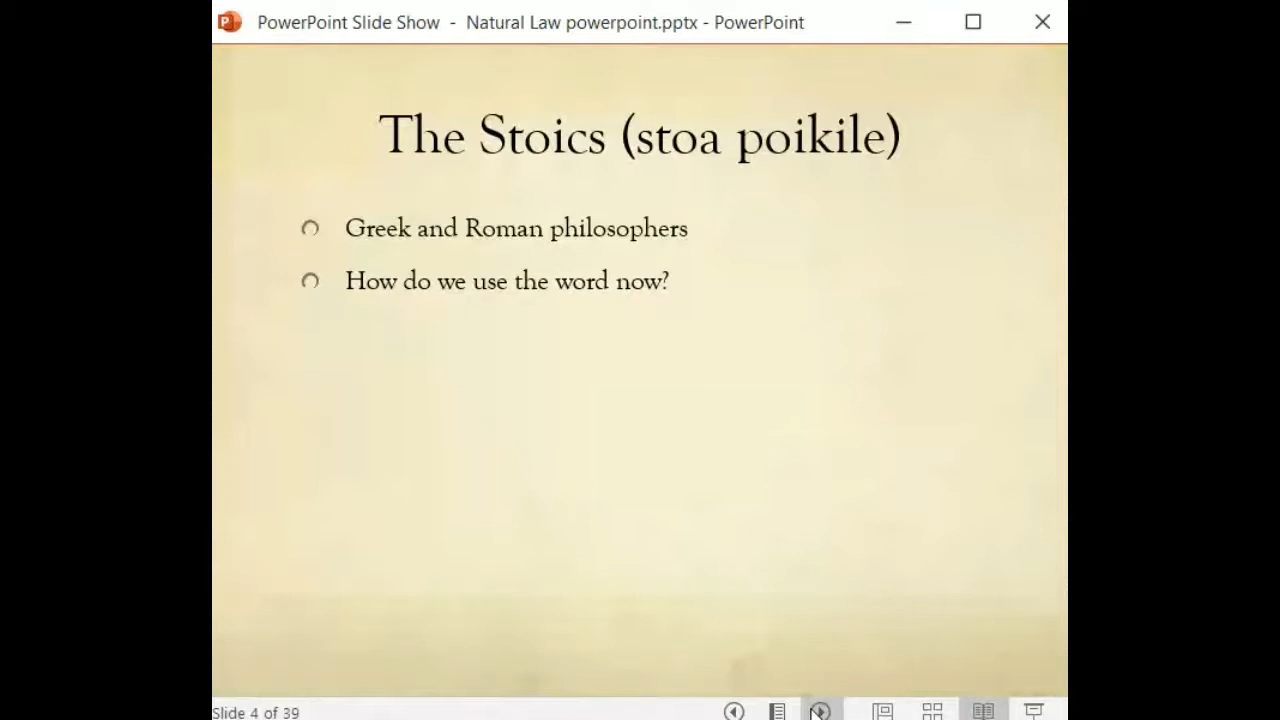 PowerPoint Slide Show - Natural Law powerpoint.pptx - PowerPoint
The Stoics (stoa poikile)
Greek and Roman philosophers
How do we use the word now?
Slide 4 of 39